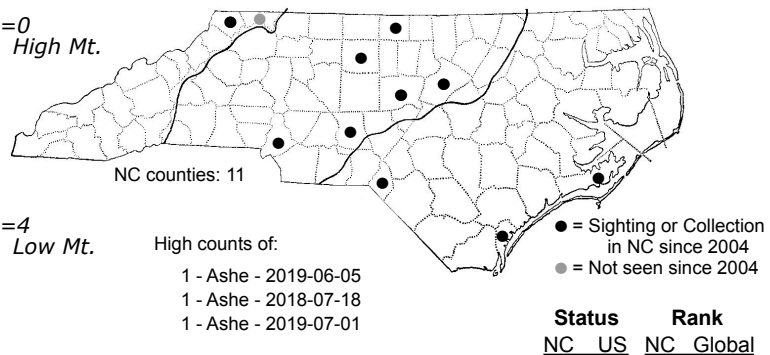 =0
High Mt.
NC counties: 11
=4
Low Mt.
High counts of:
1 - Ashe - 2019-06-05
1 - Ashe - 2018-07-18
1 - Ashe - 2019-07-01
= Sighting or Collection
in NC since 2004
= Not seen since 2004
Status Rank
NC US NC Global